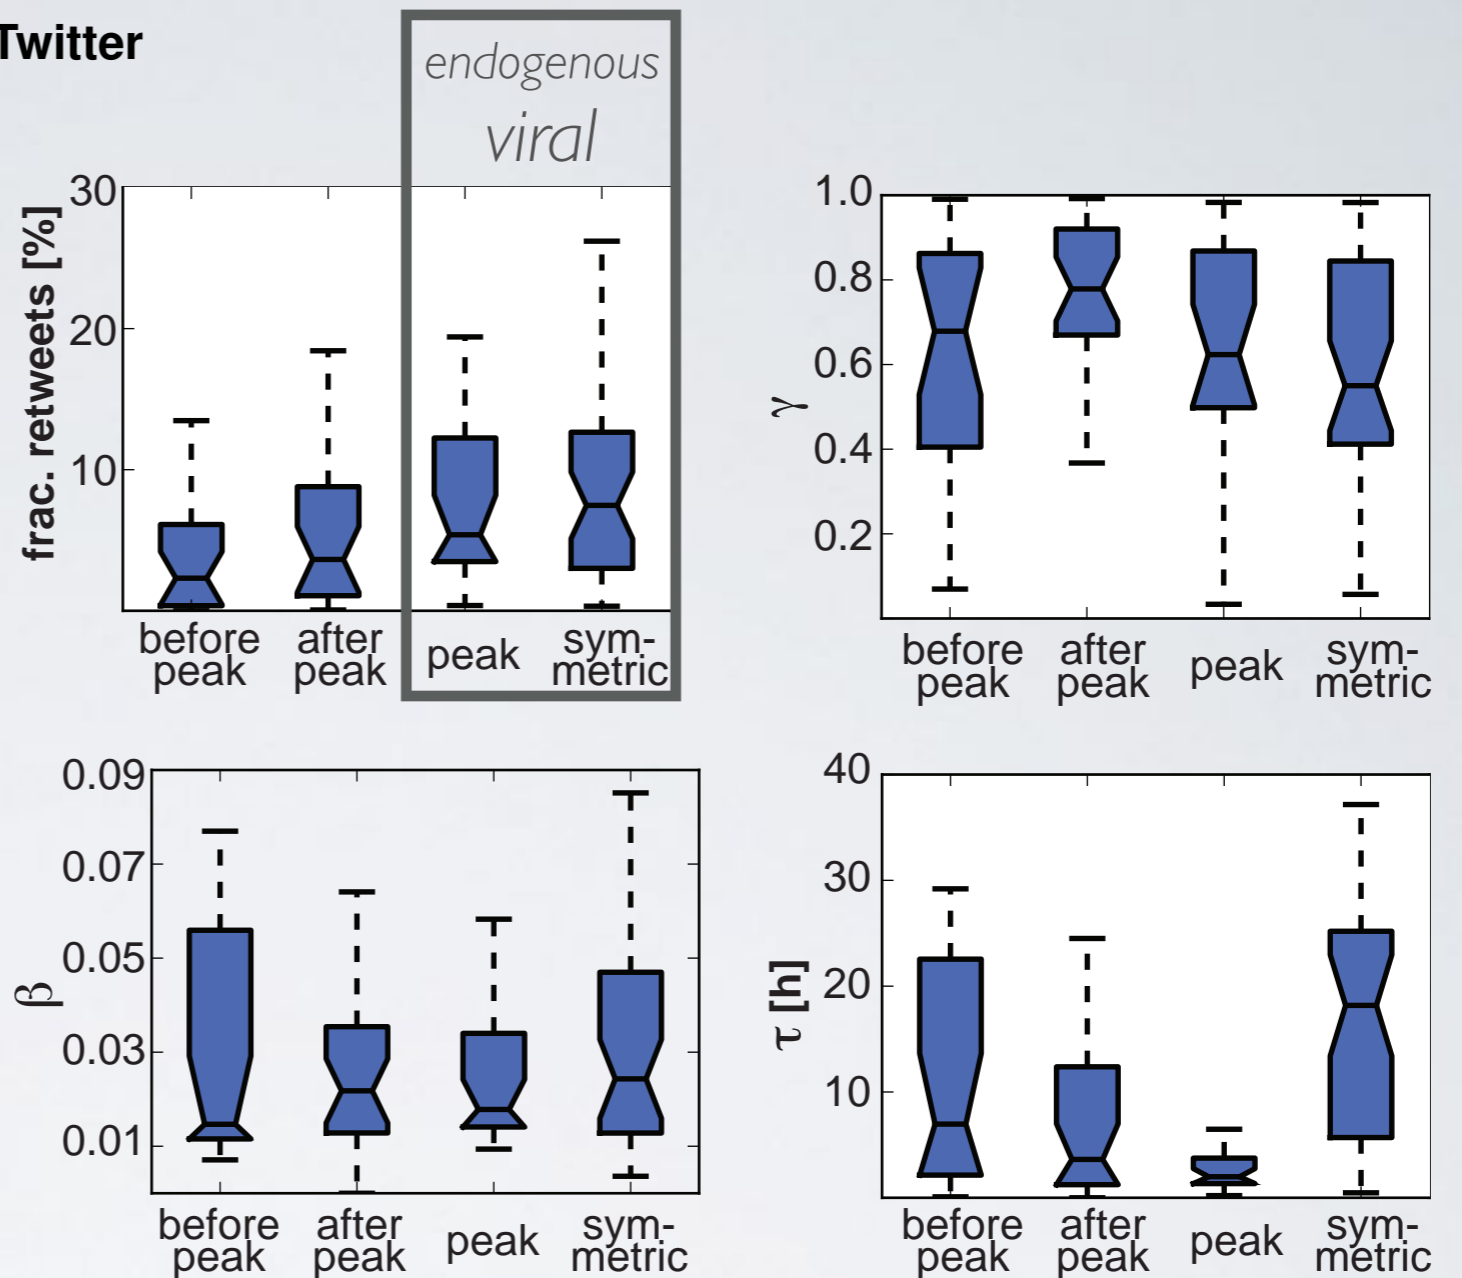 Twitter
endogenous
viral
frac. retweets [%]
30
20
10
before
peak
after
peak
peak
sym-
metric
γ
1.0
0.8
0.6
0.4
0.2
before
peak
after
peak
peak
sym-
metric
β
0.09
0.07
0.05
0.03
0.01
before
peak
after
peak
peak
sym-
metric
τ [h]
40
30
20
10
before
peak
after
peak
peak
sym-
metric